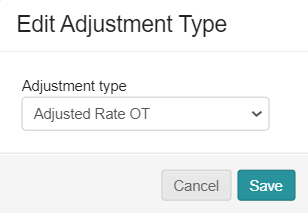 Edit Adjustment Type
Adjustment type
Adjusted Rate OT
Cancel Save